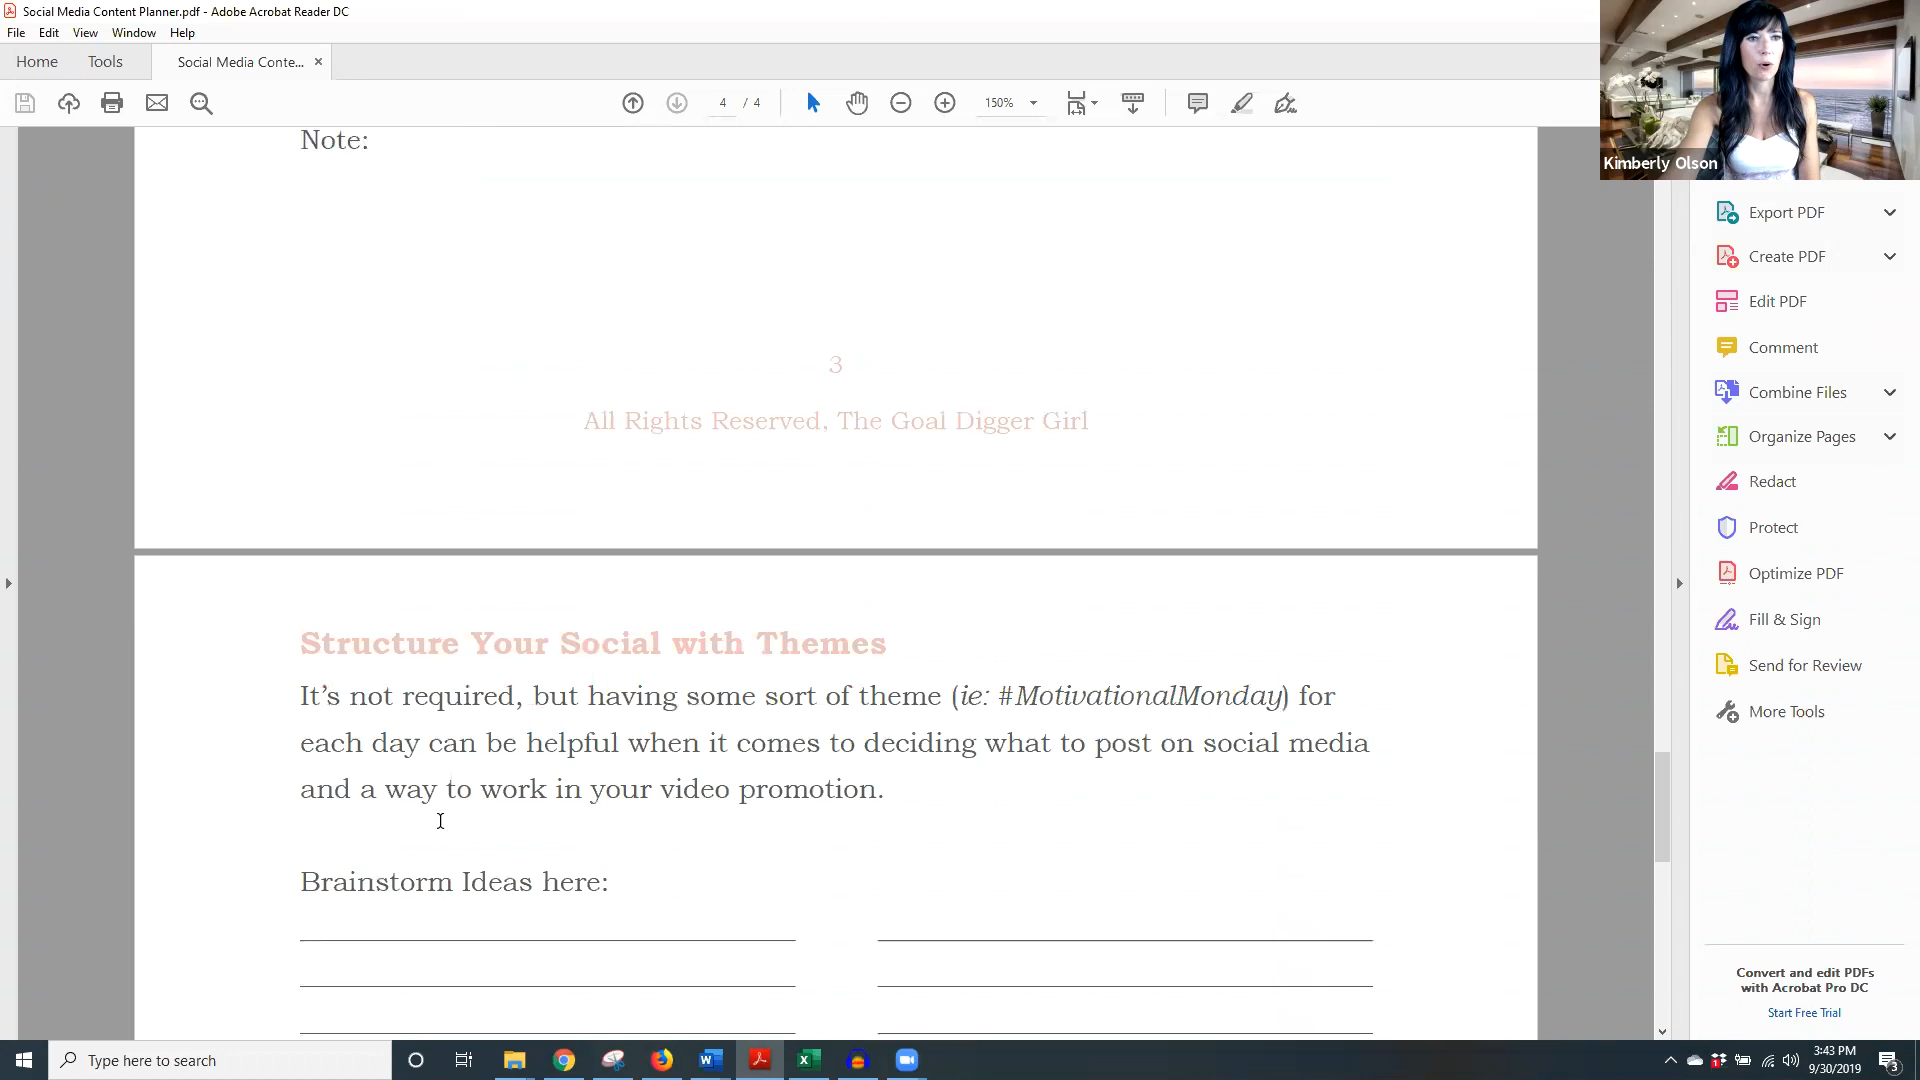 Social Media Content Planner.pdf - Adobe Acrobat Reader DC
File Edit View Window Help
Home Tools Social Media Conte... ×
4 / 4 150%
Kimberly Olson
Note:
3
All Rights Reserved, The Goal Digger Girl
Structure Your Social with Themes
It’s not required, but having some sort of theme (ie: #MotivationalMonday) for
each day can be helpful when it comes to deciding what to post on social media
and a way to work in your video promotion.
Brainstorm Ideas here:
Export PDF
Create PDF
Edit PDF
Comment
Combine Files
Organize Pages
Redact
Protect
Optimize PDF
Fill & Sign
Send for Review
More Tools
Convert and edit PDFs
with Acrobat Pro DC
Start Free Trial
Type here to search
3:43 PM
9/30/2019
3